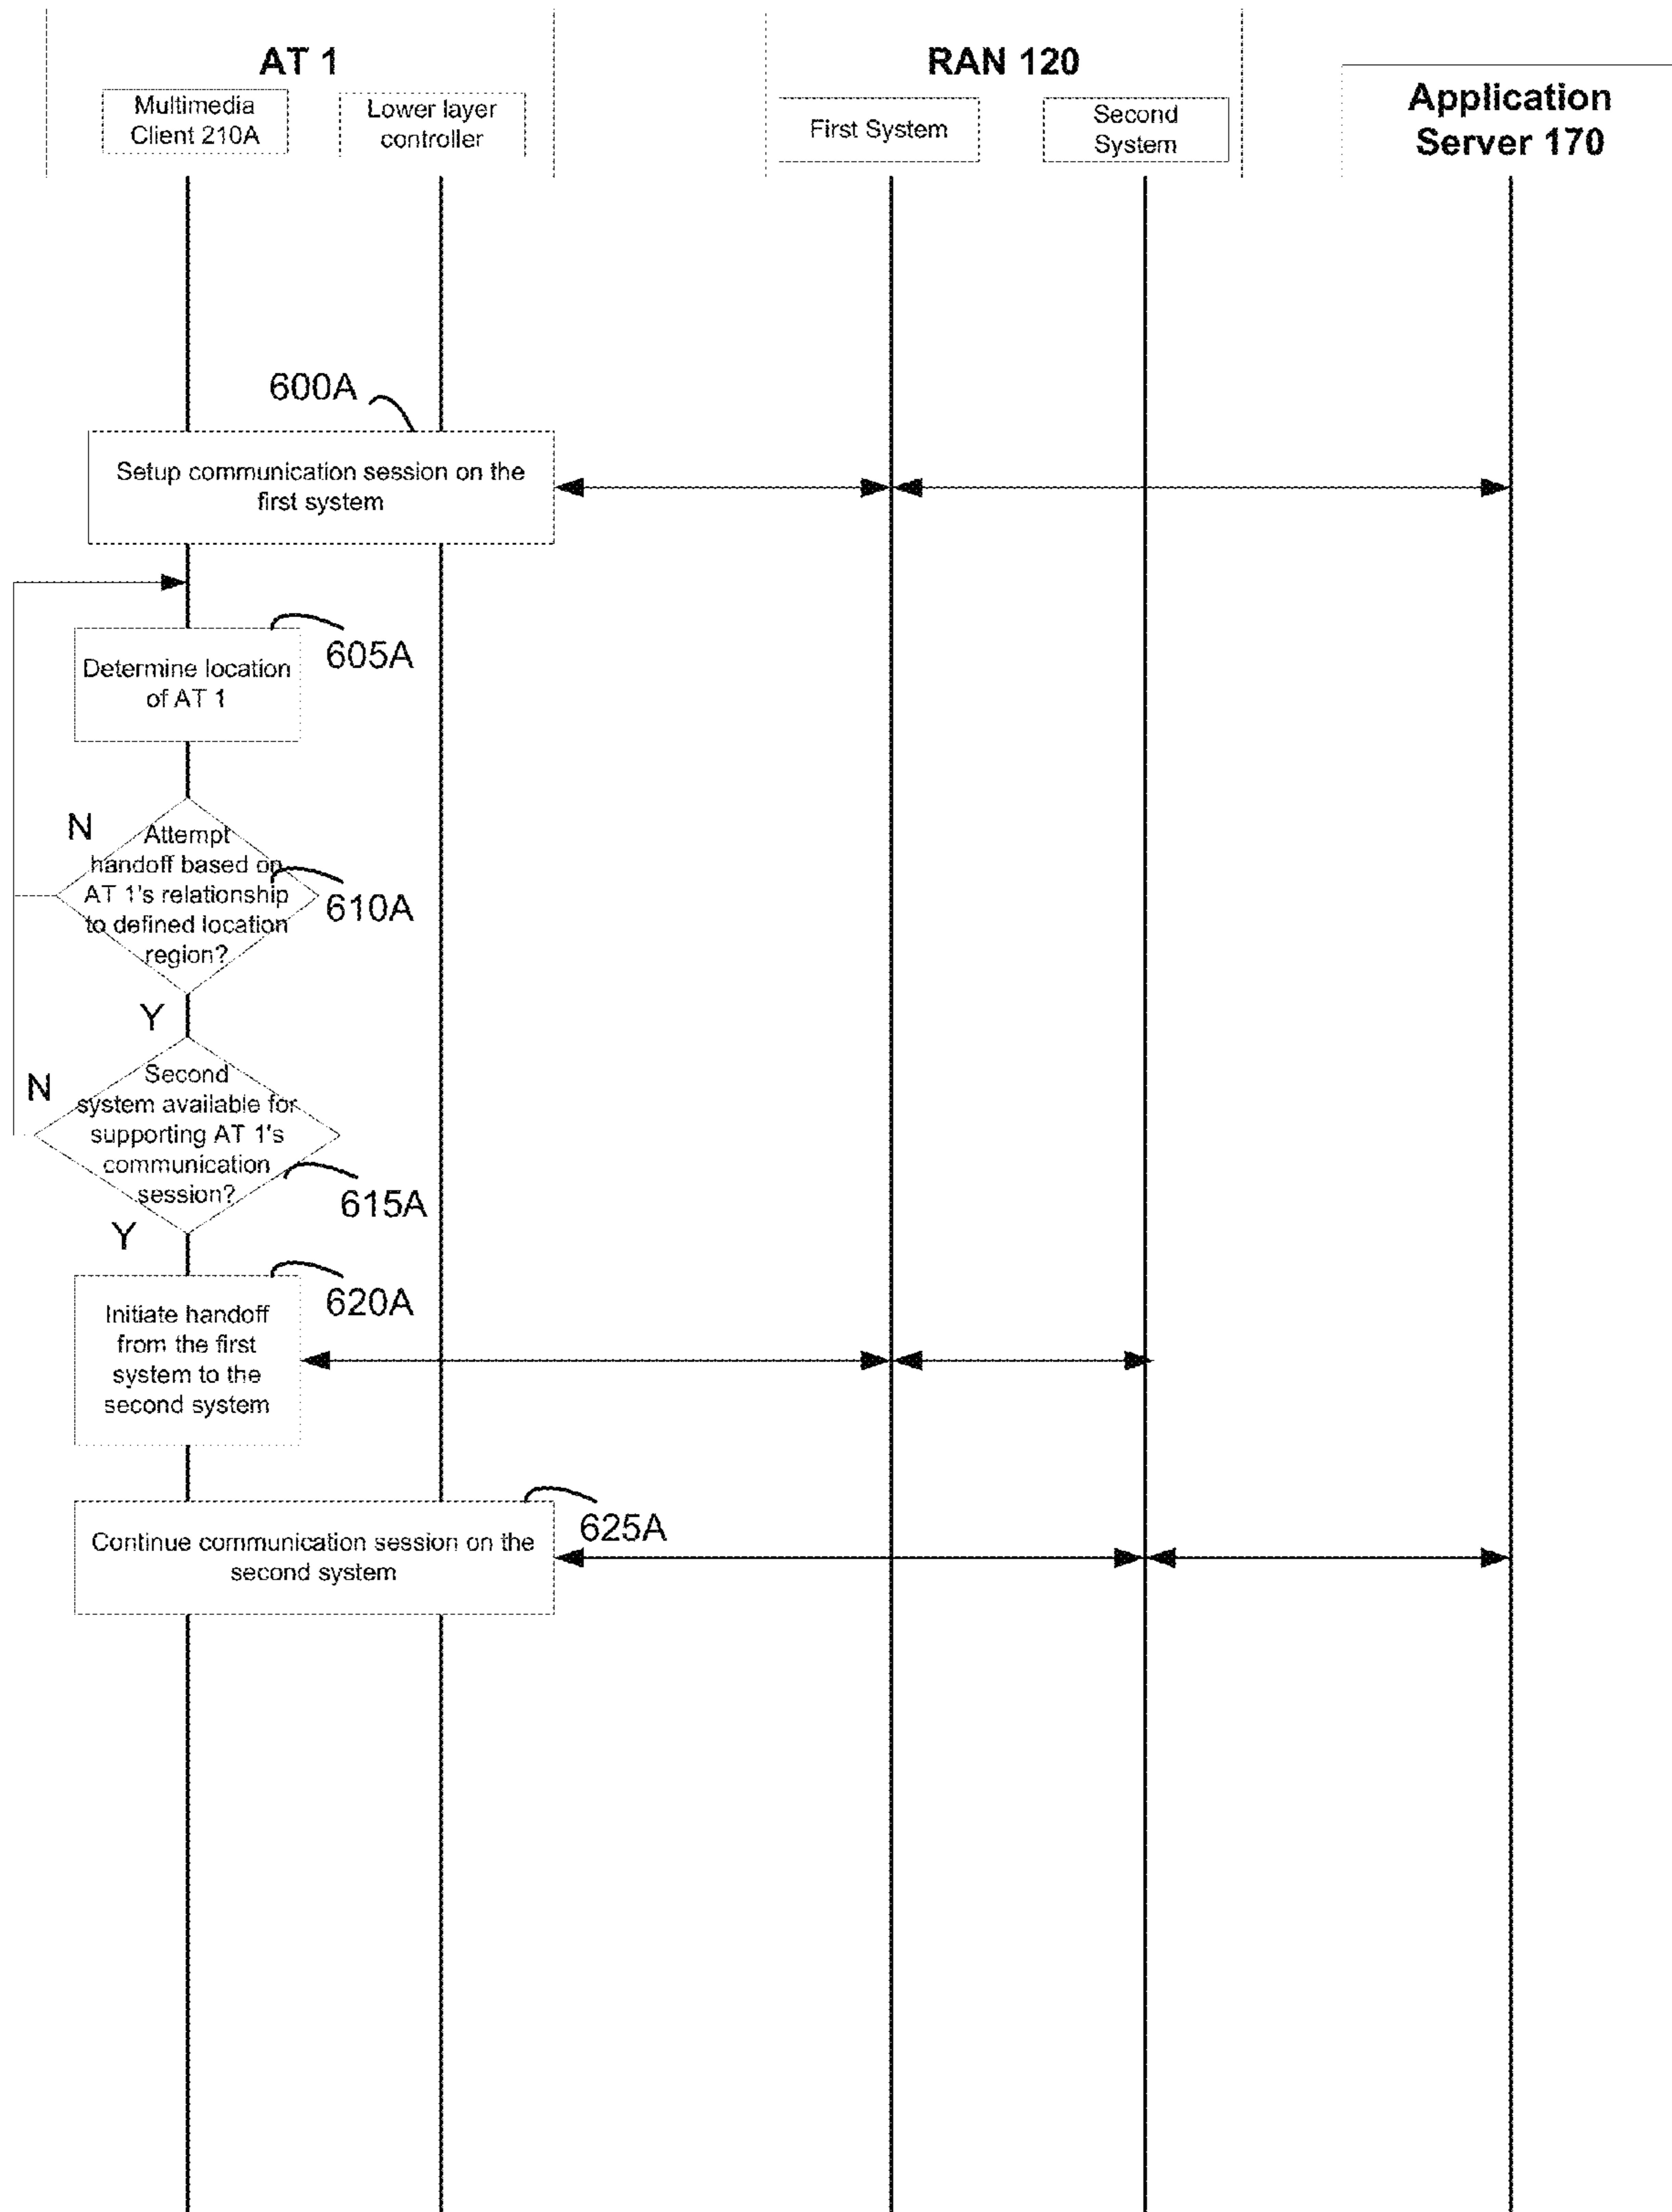 AT 1
RAN 120
Application
Server 170
Multimedia
Client 210A
Lower layer
controller
First System
Second
System
600A
Setup communication session on the
first system
605A
Determine location
of AT 1
N
Attempt
handoff based on
AT 1's relationship
to defined location
region?
610A
Y
N
Second
system available for
supporting AT 1's
communication
session?
615A
Y
620A
Initiate handoff
from the first
system to the
second system
625A
Continue communication session on the
second system